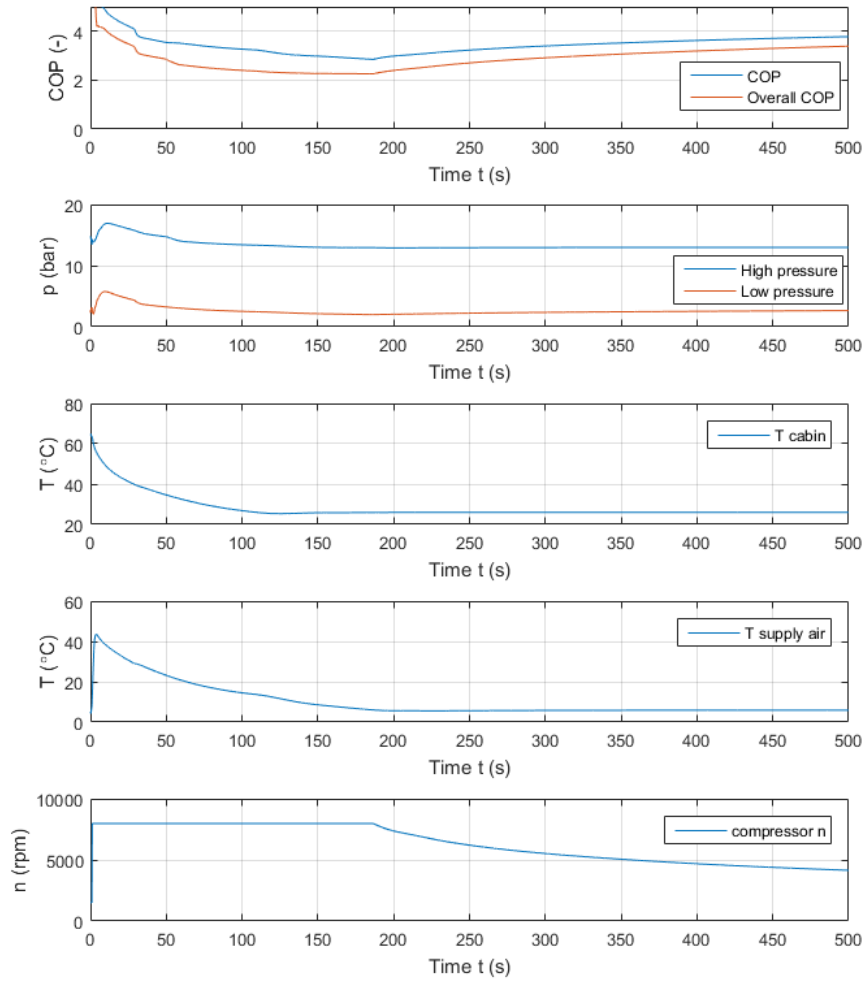 COP (-)
4
2
0
0 50 100 150 200 250 300 350 400 450 500
Time t (s)
COP
Overall COP
p (bar)
20
10
0
0 50 100 150 200 250 300 350 400 450 500
Time t (s)
High pressure
Low pressure
T (°C)
80
60
40
20
0 50 100 150 200 250 300 350 400 450 500
Time t (s)
T cabin
T (°C)
60
40
20
0
0 50 100 150 200 250 300 350 400 450 500
Time t (s)
T supply air
n (rpm)
10000
5000
0
0 50 100 150 200 250 300 350 400 450 500
Time t (s)
compressor n